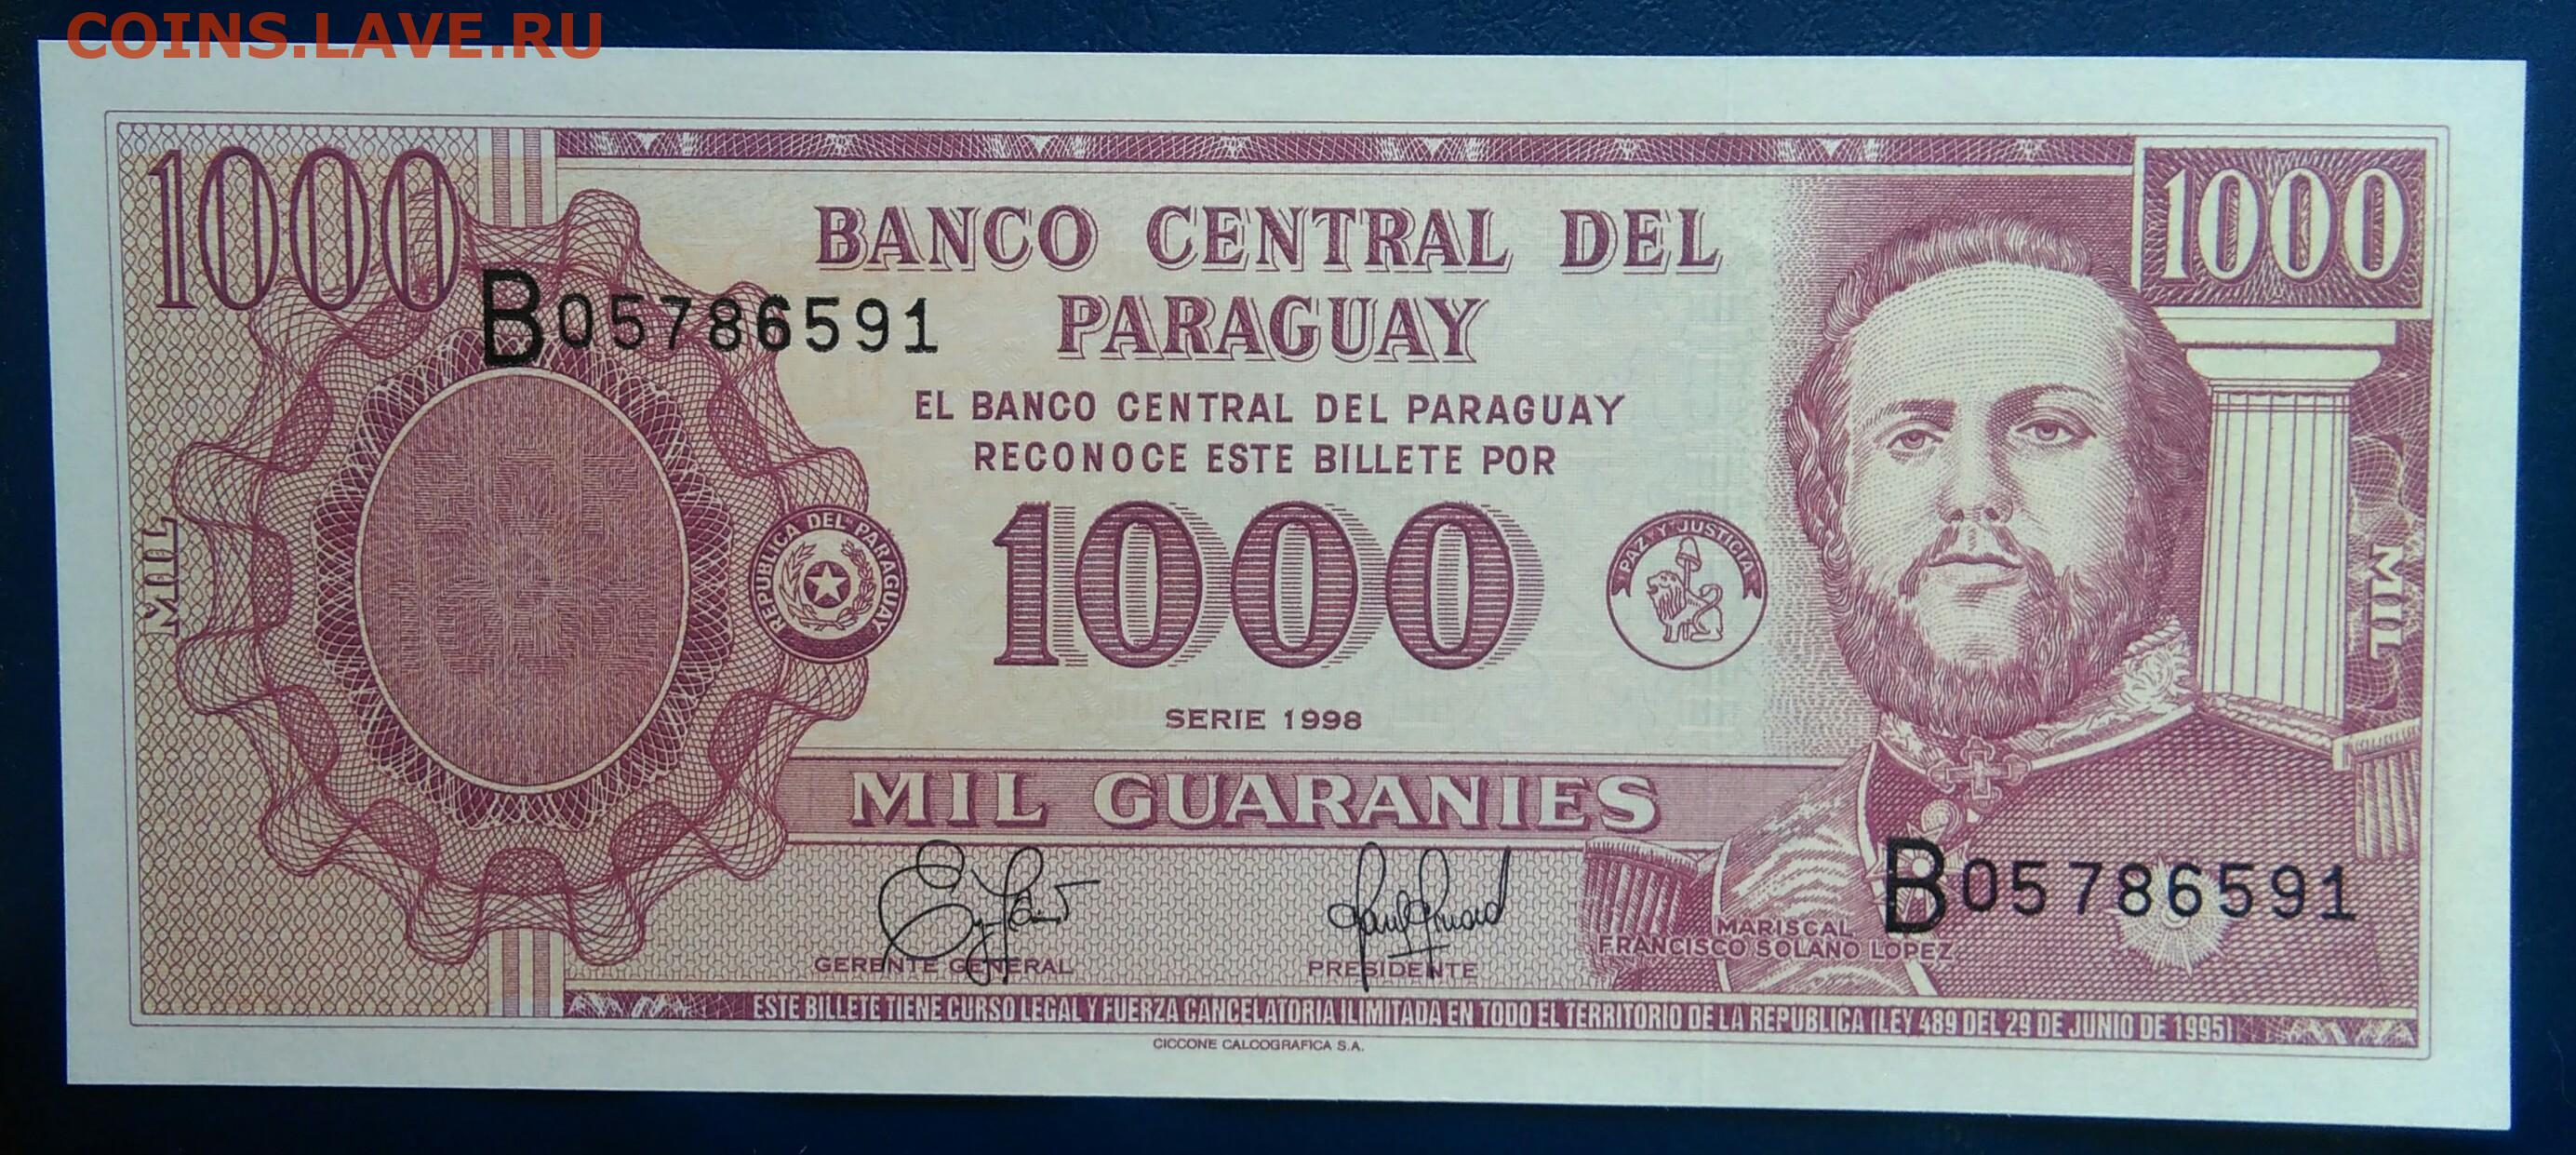 COINS.LAVE.RU
1000
1000
BANCO CENTRAL DEL
PARAGUAY
B05786591
EL BANCO CENTRAL DEL PARAGUAY
RECONOCE ESTE BILLETE POR
1000
REPUBLICA DEL PARAGUAY
PAZ Y JUSTICIA
MIL
MIL
SERIE 1998
MIL GUARANIES
B05786591
MARISCAL
FRANCISCO SOLANO LOPEZ
GERENTE GENERAL
PRESIDENTE
ESTE BILLETE TIENE CURSO LEGAL Y FUERZA CANCELATORIA ILIMITADA EN TODO EL TERRITORIO DE LA REPUBLICA (LEY 489 DEL 29 DE JUNIO DE 1995)
CICCONE CALCOGRAFICA S.A.